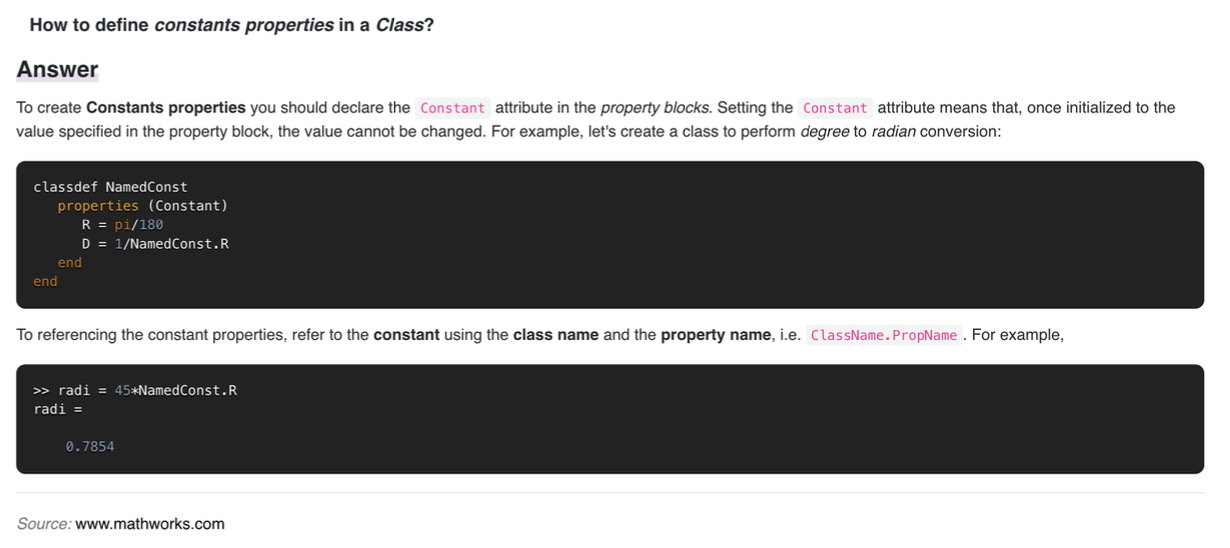 How to define constants properties in a Class?
Answer
To create Constants properties you should declare the Constant attribute in the property blocks. Setting the Constant attribute means that, once initialized to the
value specified in the property block, the value cannot be changed. For example, let's create a class to perform degree to radian conversion:
classdef NamedConst
   properties (Constant)
      R = pi/180
      D = 1/NamedConst.R
   end
end
To referencing the constant properties, refer to the constant using the class name and the property name, i.e. ClassName.PropName . For example,
>> radi = 45*NamedConst.R
radi =
    0.7854
Source: www.mathworks.com